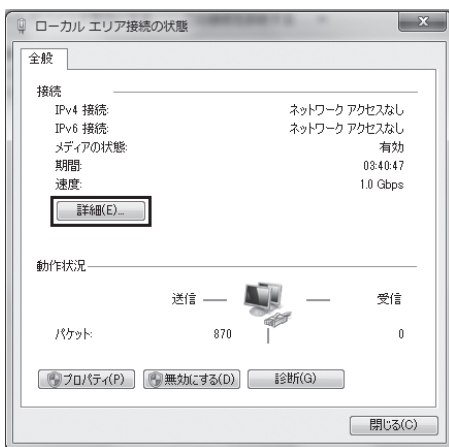 ローカル エリア接続の状態
全般
接続
IPv4 接続: ネットワーク アクセスなし
IPv6 接続: ネットワーク アクセスなし
メディアの状態: 有効
期間: 03:40:47
速度: 1.0 Gbps
詳細(E)...
動作状況
送信 受信
パケット: 870 0
プロパティ(P) 無効にする(D) 診断(G)
閉じる(C)